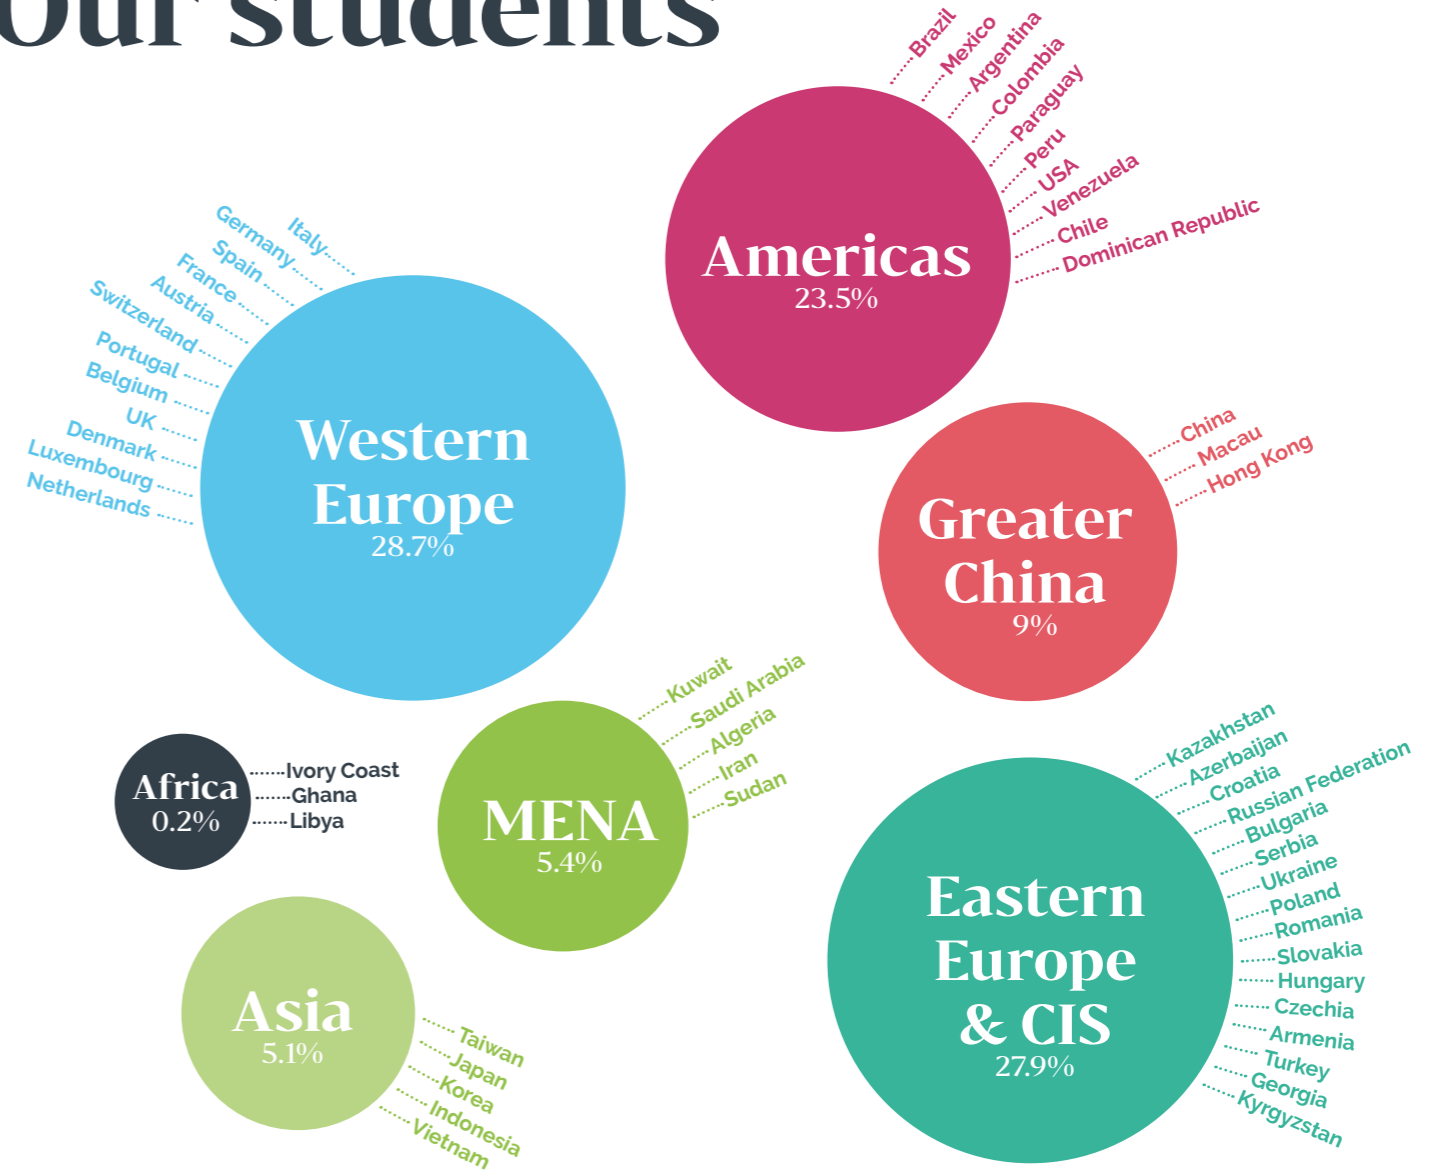 Our students
Brazil
Mexico
Argentina
Colombia
Paraguay
Peru
USA
Venezuela
Chile
Dominican Republic
Americas
23.5%
Italy
Germany
Spain
France
Austria
Switzerland
Portugal
Belgium
UK
Denmark
Luxembourg
Netherlands
Western
Europe
28.7%
China
Macau
Hong Kong
Greater
China
9%
Kuwait
Saudi Arabia
Algeria
Iran
Sudan
MENA
5.4%
Africa
0.2%
Ivory Coast
Ghana
Libya
Kazakhstan
Azerbaijan
Croatia
Russian Federation
Bulgaria
Serbia
Ukraine
Poland
Romania
Slovakia
Hungary
Czechia
Armenia
Turkey
Georgia
Kyrgyzstan
Eastern
Europe
& CIS
27.9%
Asia
5.1%
Taiwan
Japan
Korea
Indonesia
Vietnam